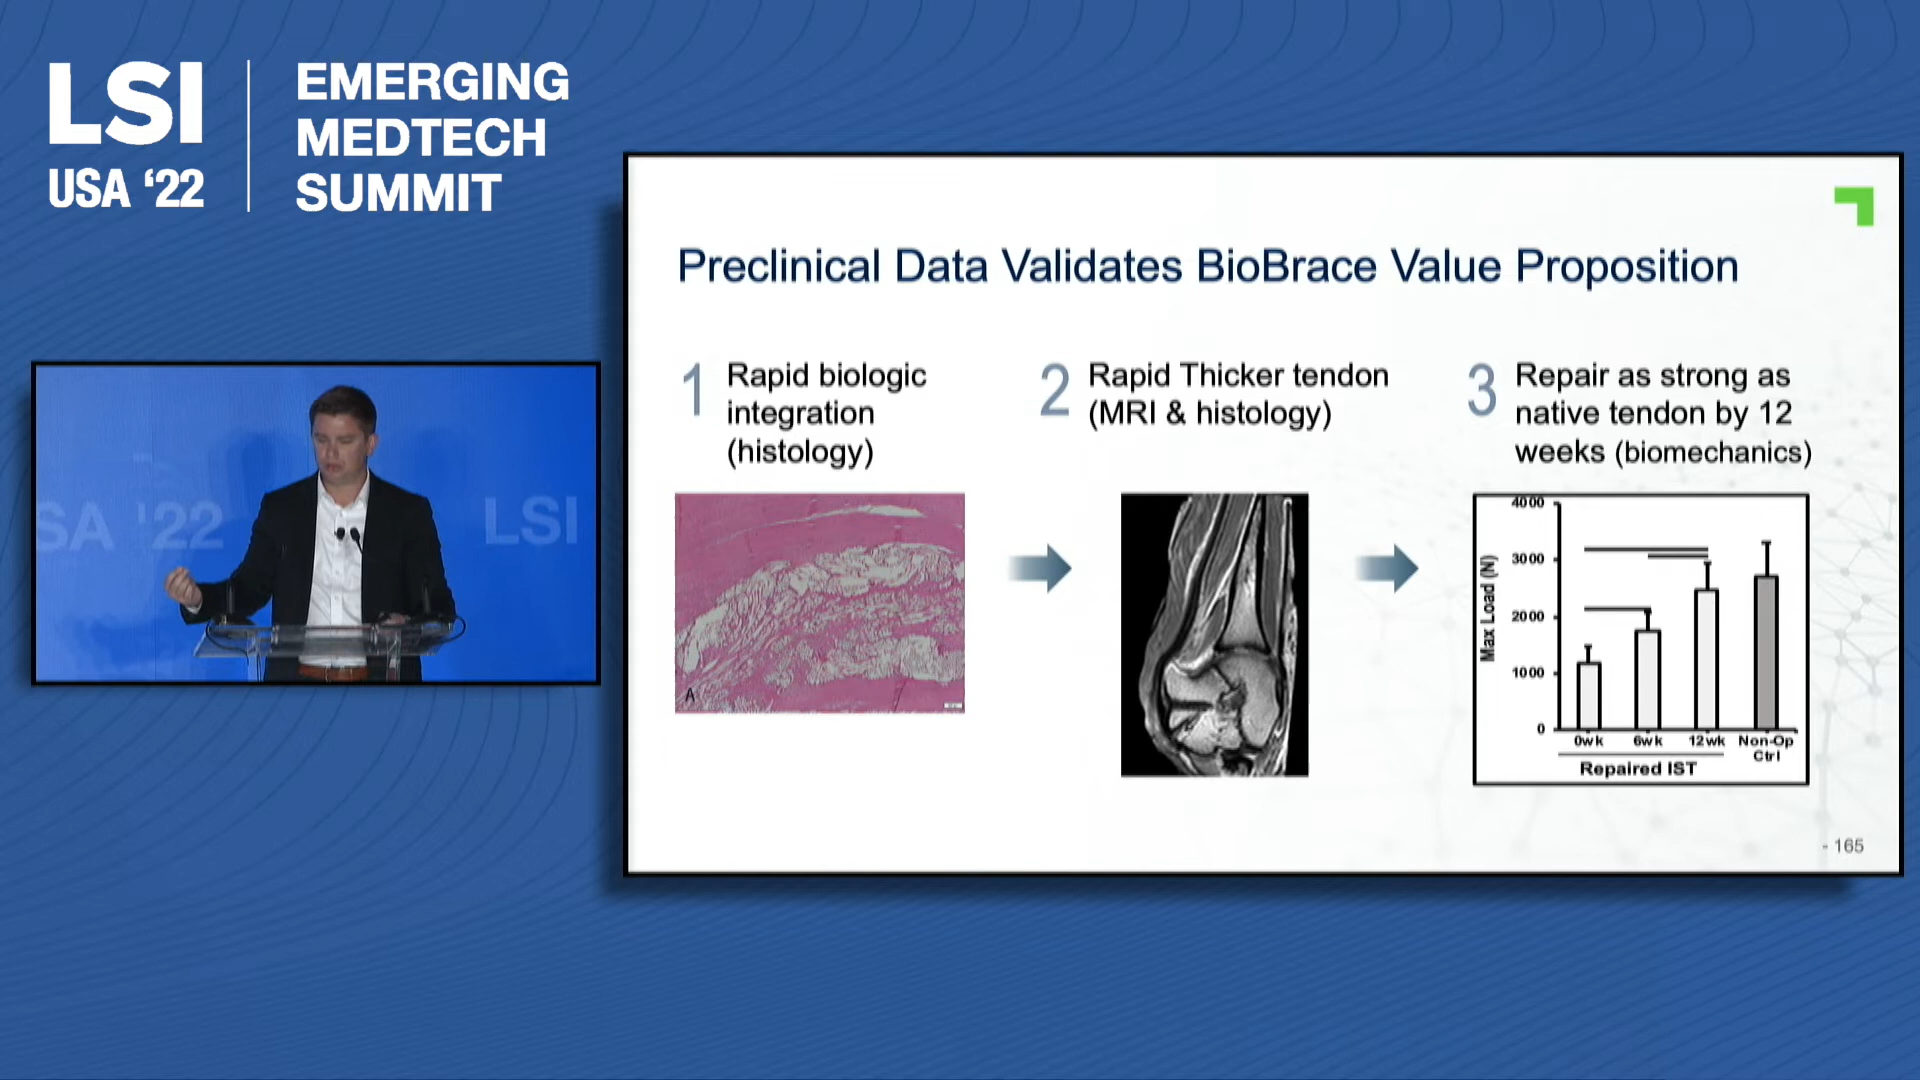 LSI
USA '22
EMERGING
MEDTECH
SUMMIT
SA '22
LSI
Preclinical Data Validates BioBrace Value Proposition
1 Rapid biologic
integration
(histology)
2 Rapid Thicker tendon
(MRI & histology)
3 Repair as strong as
native tendon by 12
weeks (biomechanics)
A
Max Load (N)
4000
3000
2000
1000
0
0wk 6wk 12wk Non-Op
Ctrl
Repaired IST
- 165